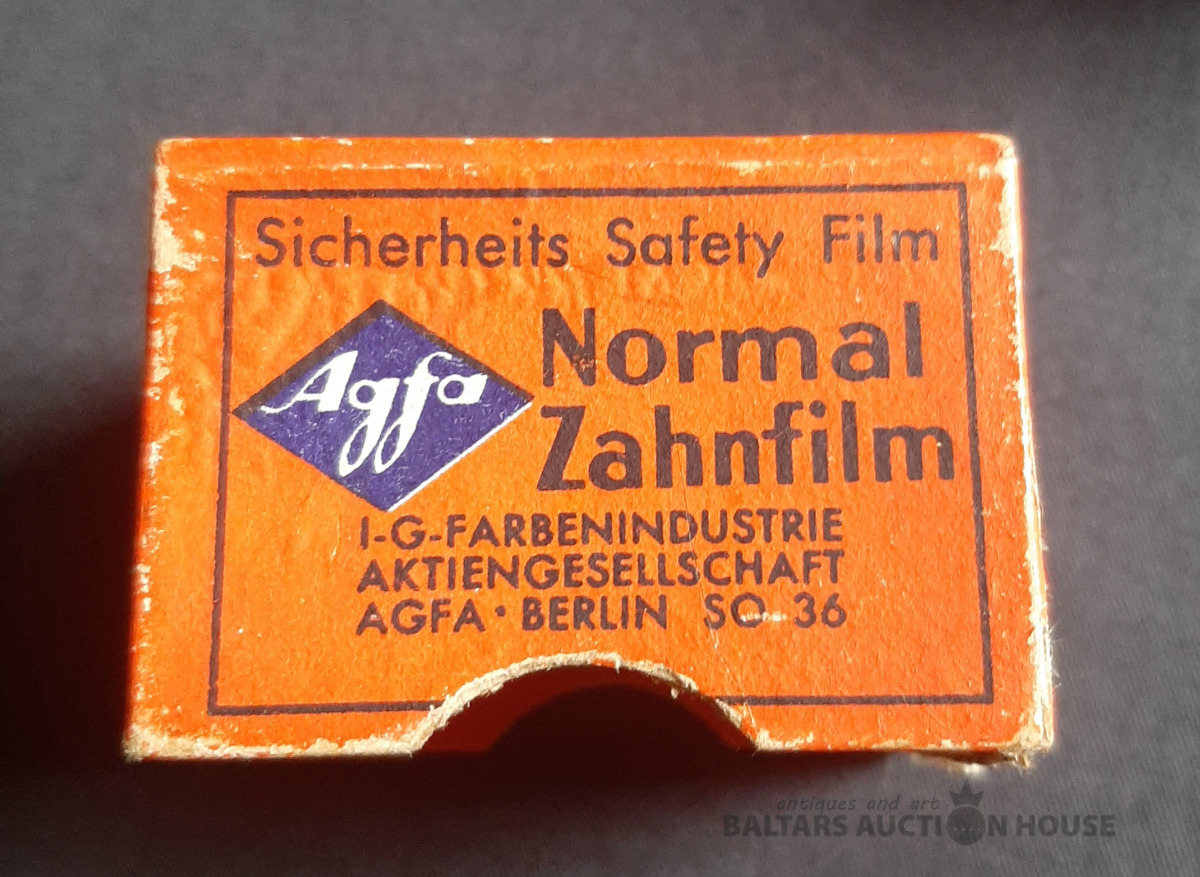 Sicherheits Safety Film
Agfa
Normal
Zahnfilm
I-G-FARBENINDUSTRIE
AKTIENGESELLSCHAFT
AGFA · BERLIN SO 36
antiques and art
BALTARS AUCTION HOUSE